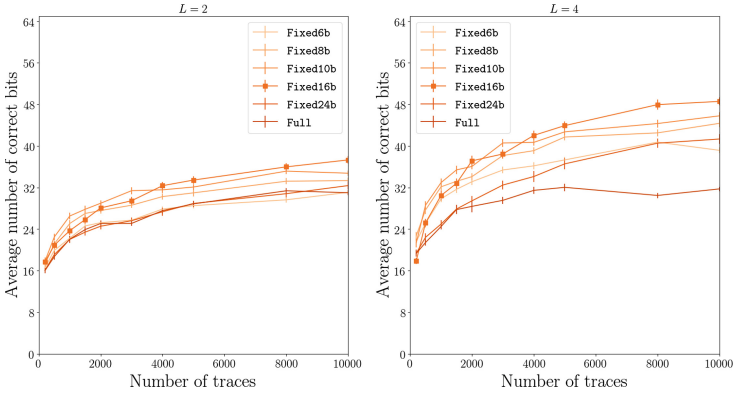 L = 2
Average number of correct bits
64
56
48
40
32
24
16
8
0
Fixed6b
Fixed8b
Fixed10b
Fixed16b
Fixed24b
Full
0 2000 4000 6000 8000 10000
Number of traces
L = 4
Average number of correct bits
64
56
48
40
32
24
16
8
0
Fixed6b
Fixed8b
Fixed10b
Fixed16b
Fixed24b
Full
0 2000 4000 6000 8000 10000
Number of traces